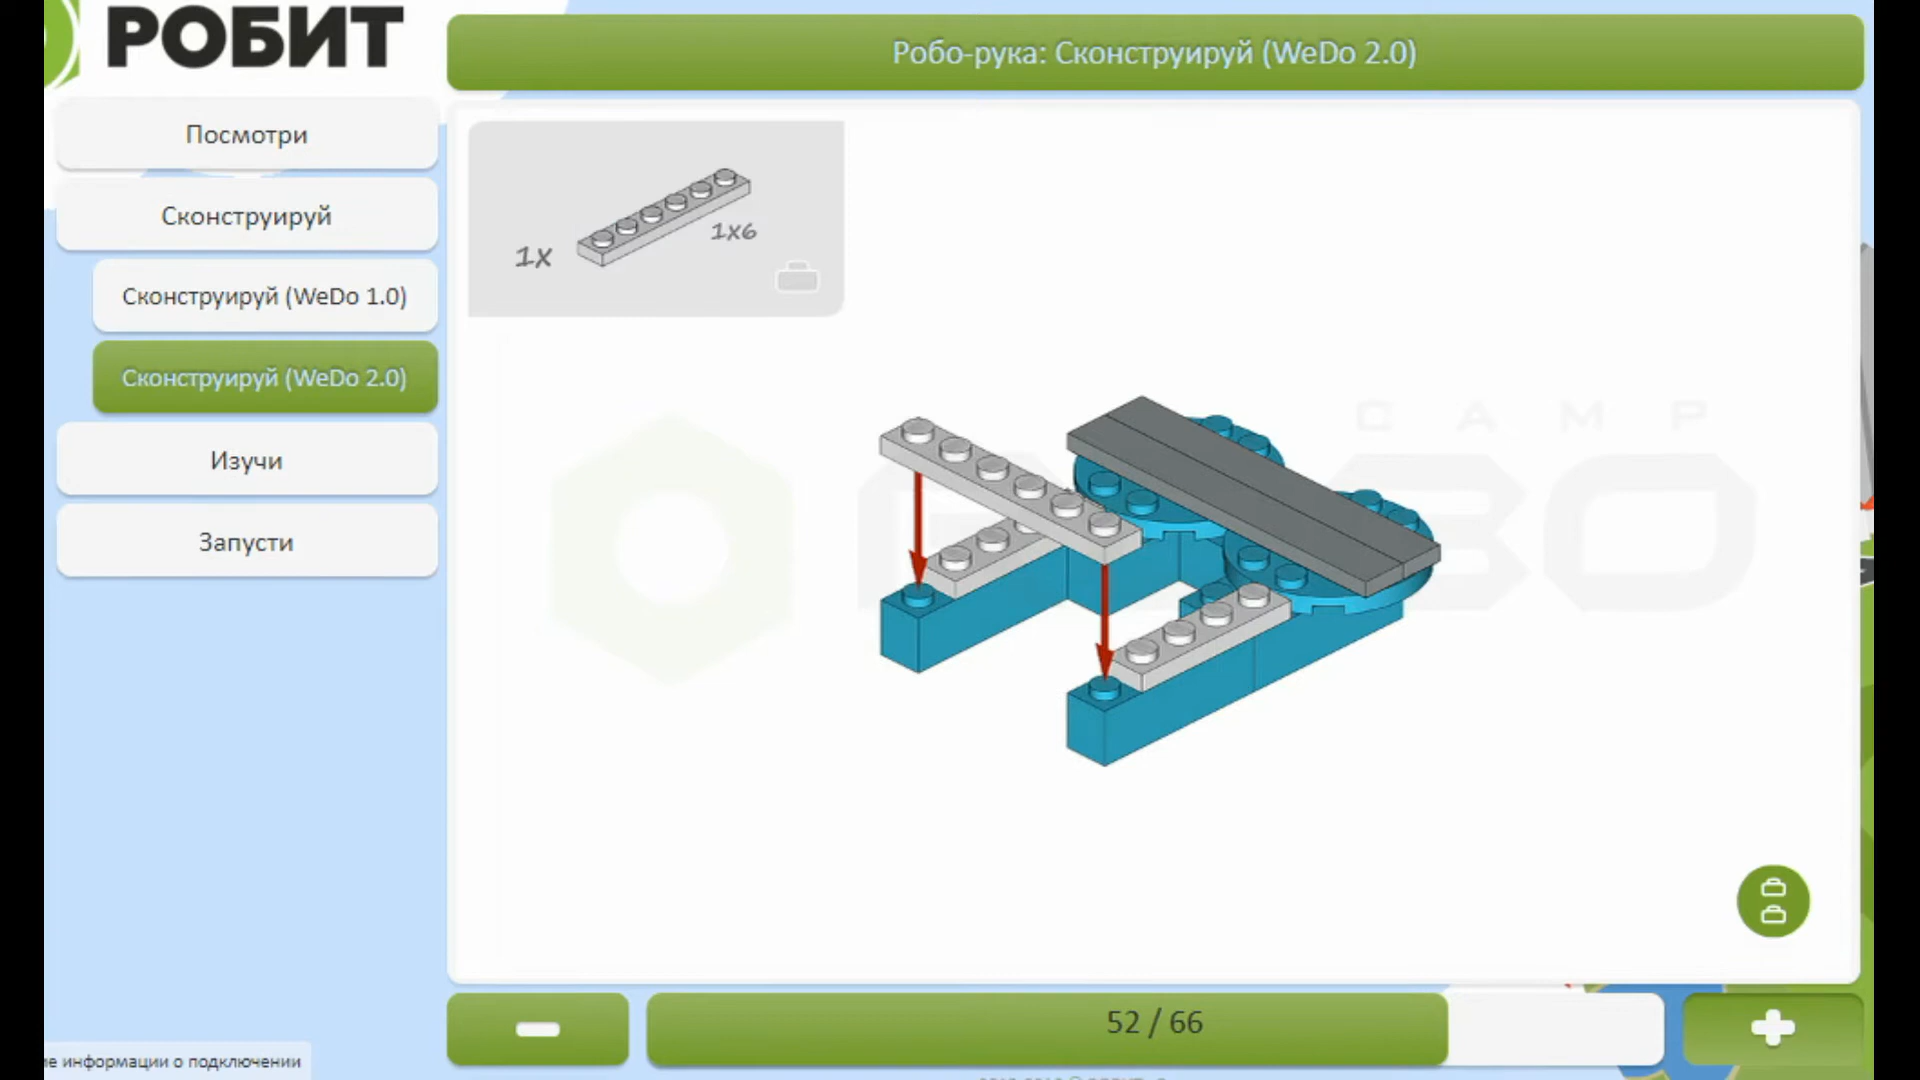 РОБИТ
Робо-рука: Сконструируй (WeDo 2.0)
Посмотри
Сконструируй
Сконструируй (WeDo 1.0)
Сконструируй (WeDo 2.0)
Изучи
Запусти
1x
1x6
CAMP
52 / 66
информации о подключении